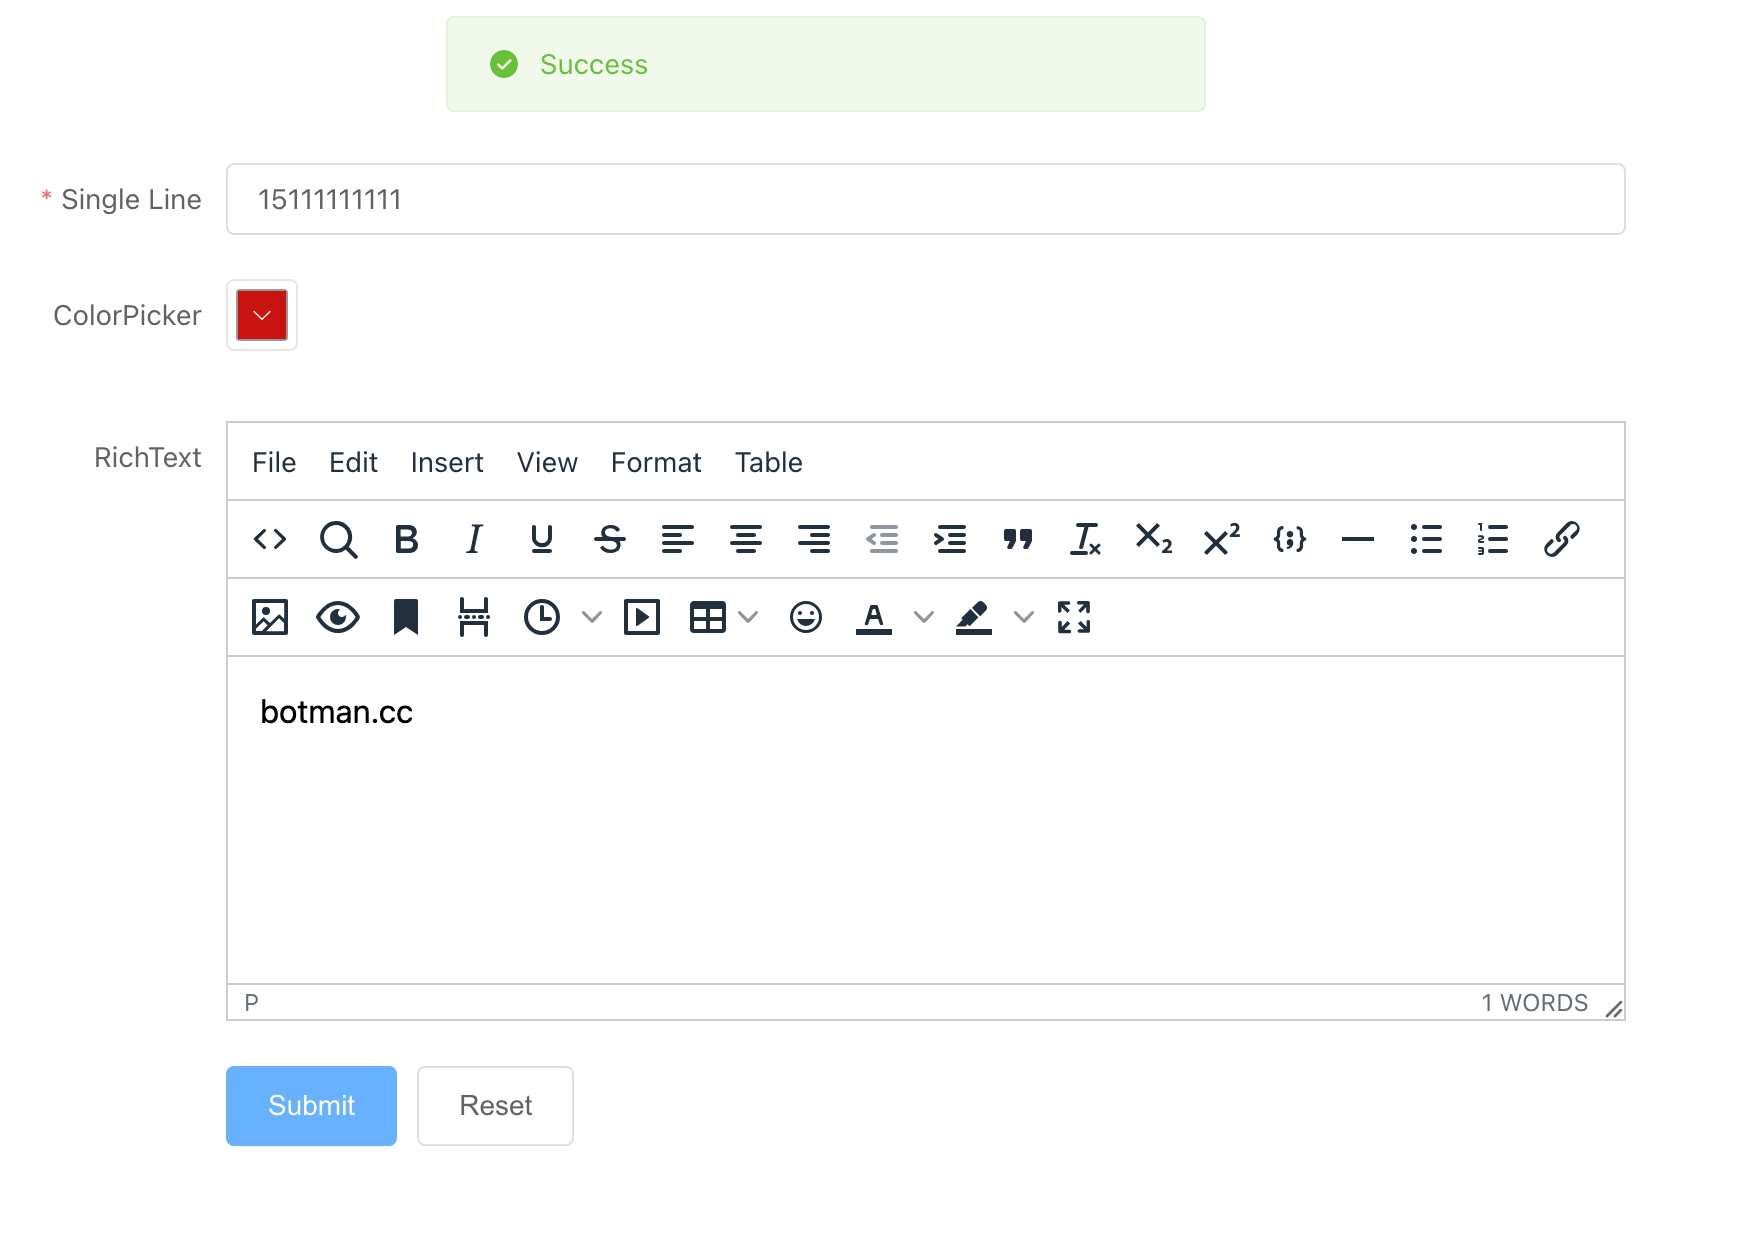 Success
* Single Line 15111111111
ColorPicker
RichText
File Edit Insert View Format Table
botman.cc
P 1 WORDS
Submit Reset